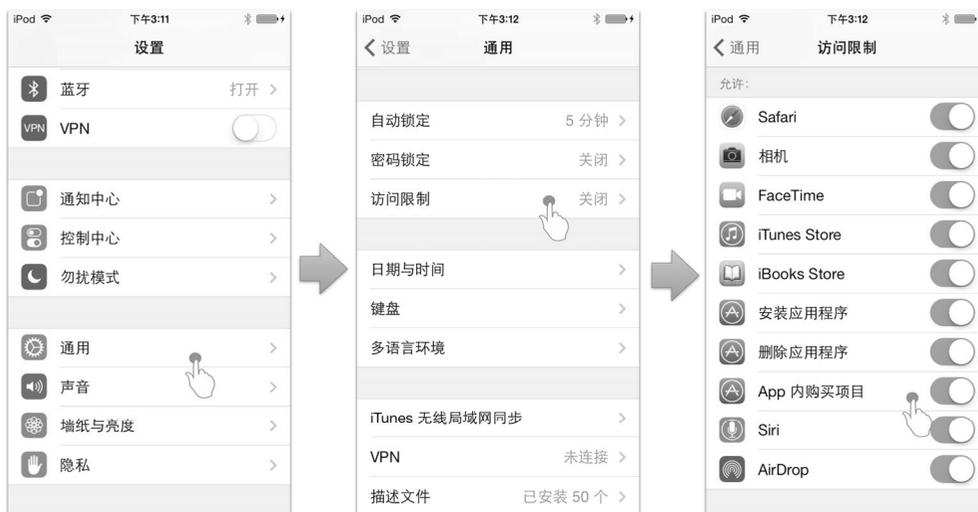 iPod 下午3:11
设置
蓝牙 打开
VPN VPN
通知中心
控制中心
勿扰模式
通用
声音
墙纸与亮度
隐私
iPod 下午3:12
设置 通用
自动锁定 5 分钟
密码锁定 关闭
访问限制 关闭
日期与时间
键盘
多语言环境
iTunes 无线局域网同步
VPN 未连接
描述文件 已安装 50 个
iPod 下午3:12
通用 访问限制
允许:
Safari
相机
FaceTime
iTunes Store
iBooks Store
安装应用程序
删除应用程序
App 内购买项目
Siri
AirDrop